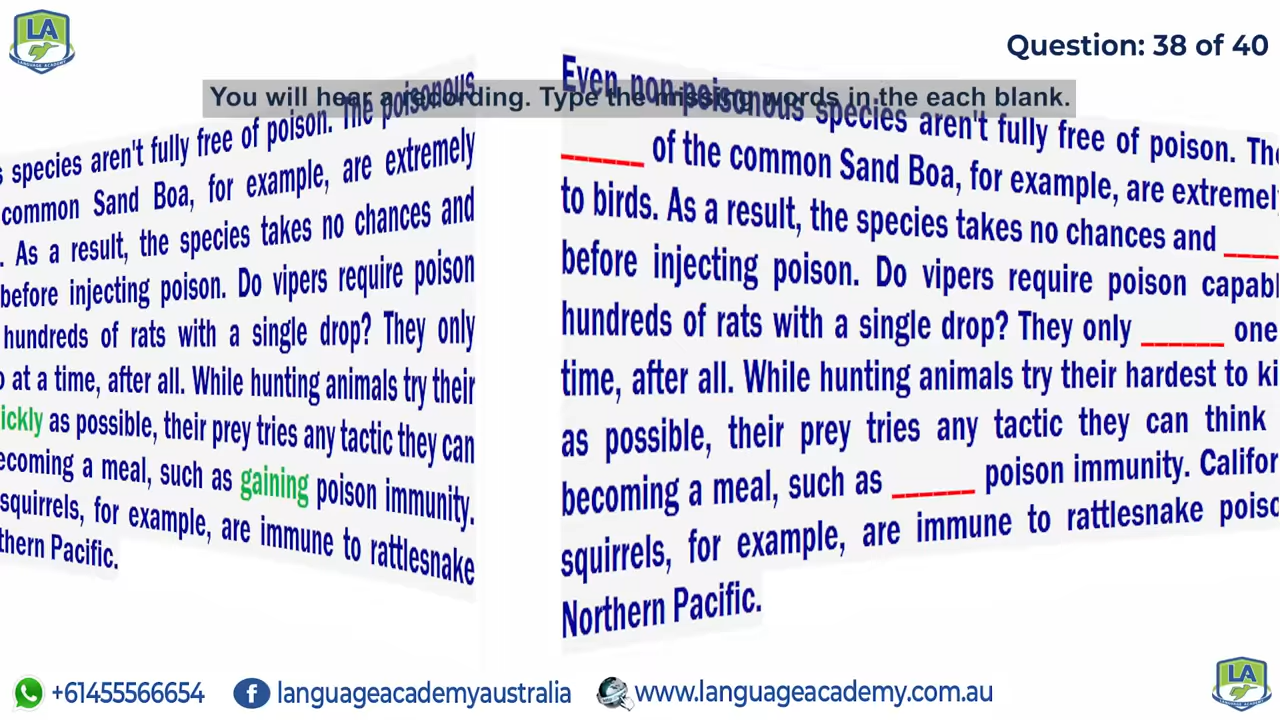 LA
LANGUAGE ACADEMY
Question: 38 of 40
You will hear a recording. Type the missing words in the each blank.
species aren't fully free of poison. The poisonous
common Sand Boa, for example, are extremely
. As a result, the species takes no chances and
before injecting poison. Do vipers require poison
hundreds of rats with a single drop? They only
at a time, after all. While hunting animals try their
ickly as possible, their prey tries any tactic they can
ecoming a meal, such as gaining poison immunity.
squirrels, for example, are immune to rattlesnake
thern Pacific.
Even non-poisonous species aren't fully free of poison. The
______ of the common Sand Boa, for example, are extremel
to birds. As a result, the species takes no chances and ____
before injecting poison. Do vipers require poison capabl
hundreds of rats with a single drop? They only ______ one
time, after all. While hunting animals try their hardest to ki
as possible, their prey tries any tactic they can think
becoming a meal, such as ______ poison immunity. Califor
squirrels, for example, are immune to rattlesnake poiso
Northern Pacific.
+61455566654
languageacademyaustralia
www.languageacademy.com.au
LA